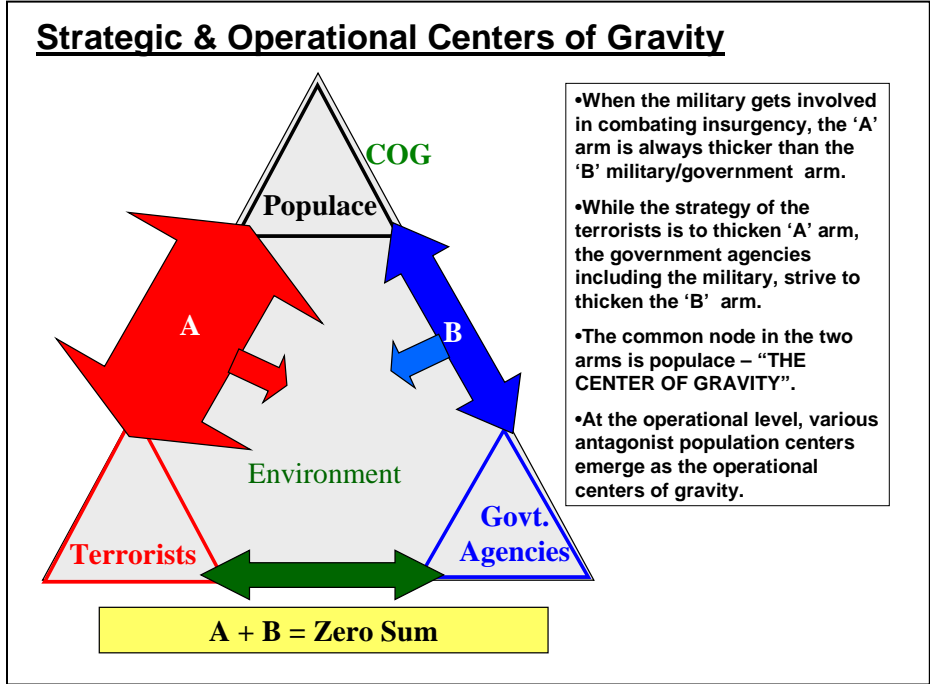 Strategic & Operational Centers of Gravity
COG
Populace
A
B
Environment
Terrorists
Govt.
Agencies
A + B = Zero Sum
•When the military gets involved
in combating insurgency, the ‘A’
arm is always thicker than the
‘B’ military/government arm.
•While the strategy of the
terrorists is to thicken ‘A’ arm,
the government agencies
including the military, strive to
thicken the ‘B’ arm.
•The common node in the two
arms is populace – “THE
CENTER OF GRAVITY”.
•At the operational level, various
antagonist population centers
emerge as the operational
centers of gravity.